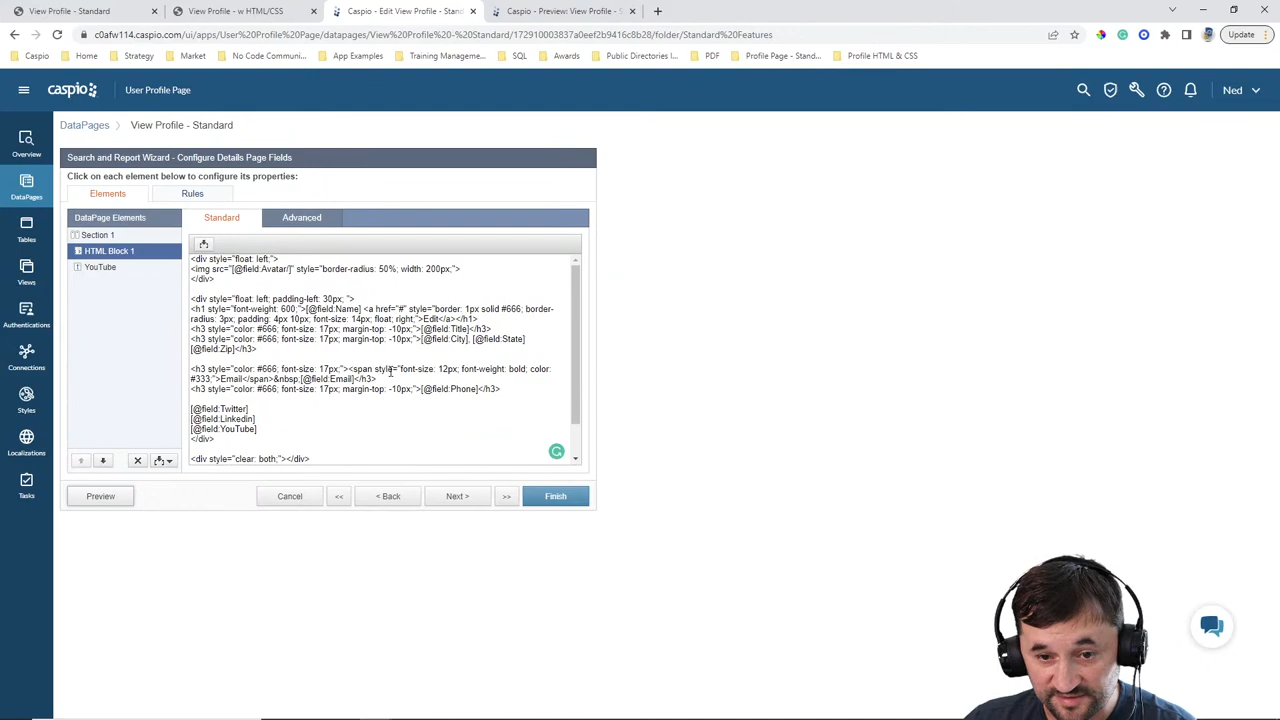 View Profile - Standard
View Profile - w HTML/CSS
Caspio - Edit View Profile - Stand
Caspio - Preview: View Profile - S
c0afw114.caspio.com/ui/apps/User%20Profile%20Page/datapages/View%20Profile%20-%20Standard/172910003837a0eef2b9416c8b28/folder/Standard%20Features
Update
Caspio
Home
Strategy
Market
No Code Communi...
App Examples
Training Manageme...
SQL
Awards
Public Directories I...
PDF
Profile Page - Stand...
Profile HTML & CSS
caspio
User Profile Page
Ned
DataPages
View Profile - Standard
Overview
DataPages
Tables
Views
Authentications
Connections
Styles
Localizations
Tasks
Search and Report Wizard - Configure Details Page Fields
Click on each element below to configure its properties:
Elements
Rules
DataPage Elements
Standard
Advanced
Section 1
HTML Block 1
YouTube
<div style="float: left;">
<img src="[@field:Avatar/]" style="border-radius: 50%; width: 200px;">
</div>
<div style="float: left; padding-left: 30px; ">
<h1 style="font-weight: 600;">[@field:Name] <a href="#" style="border: 1px solid #666; border-
radius: 3px; padding: 4px 10px; font-size: 14px; float; right;">Edit</a></h1>
<h3 style="color: #666; font-size: 17px; margin-top: -10px;">[@field:Title]</h3>
<h3 style="color: #666; font-size: 17px; margin-top: -10px;">[@field:City], [@field:State]
[@field:Zip]</h3>
<h3 style="color: #666; font-size: 17px;"><span style="font-size: 12px; font-weight: bold; color:
#333;">Email</span>&nbsp;[@field:Email]</h3>
<h3 style="color: #666; font-size: 17px; margin-top: -10px;">[@field:Phone]</h3>
[@field:Twitter]
[@field:Linkedin]
[@field:YouTube]
</div>
<div style="clear: both;"></div>
Preview
Cancel
<<
< Back
Next >
>>
Finish